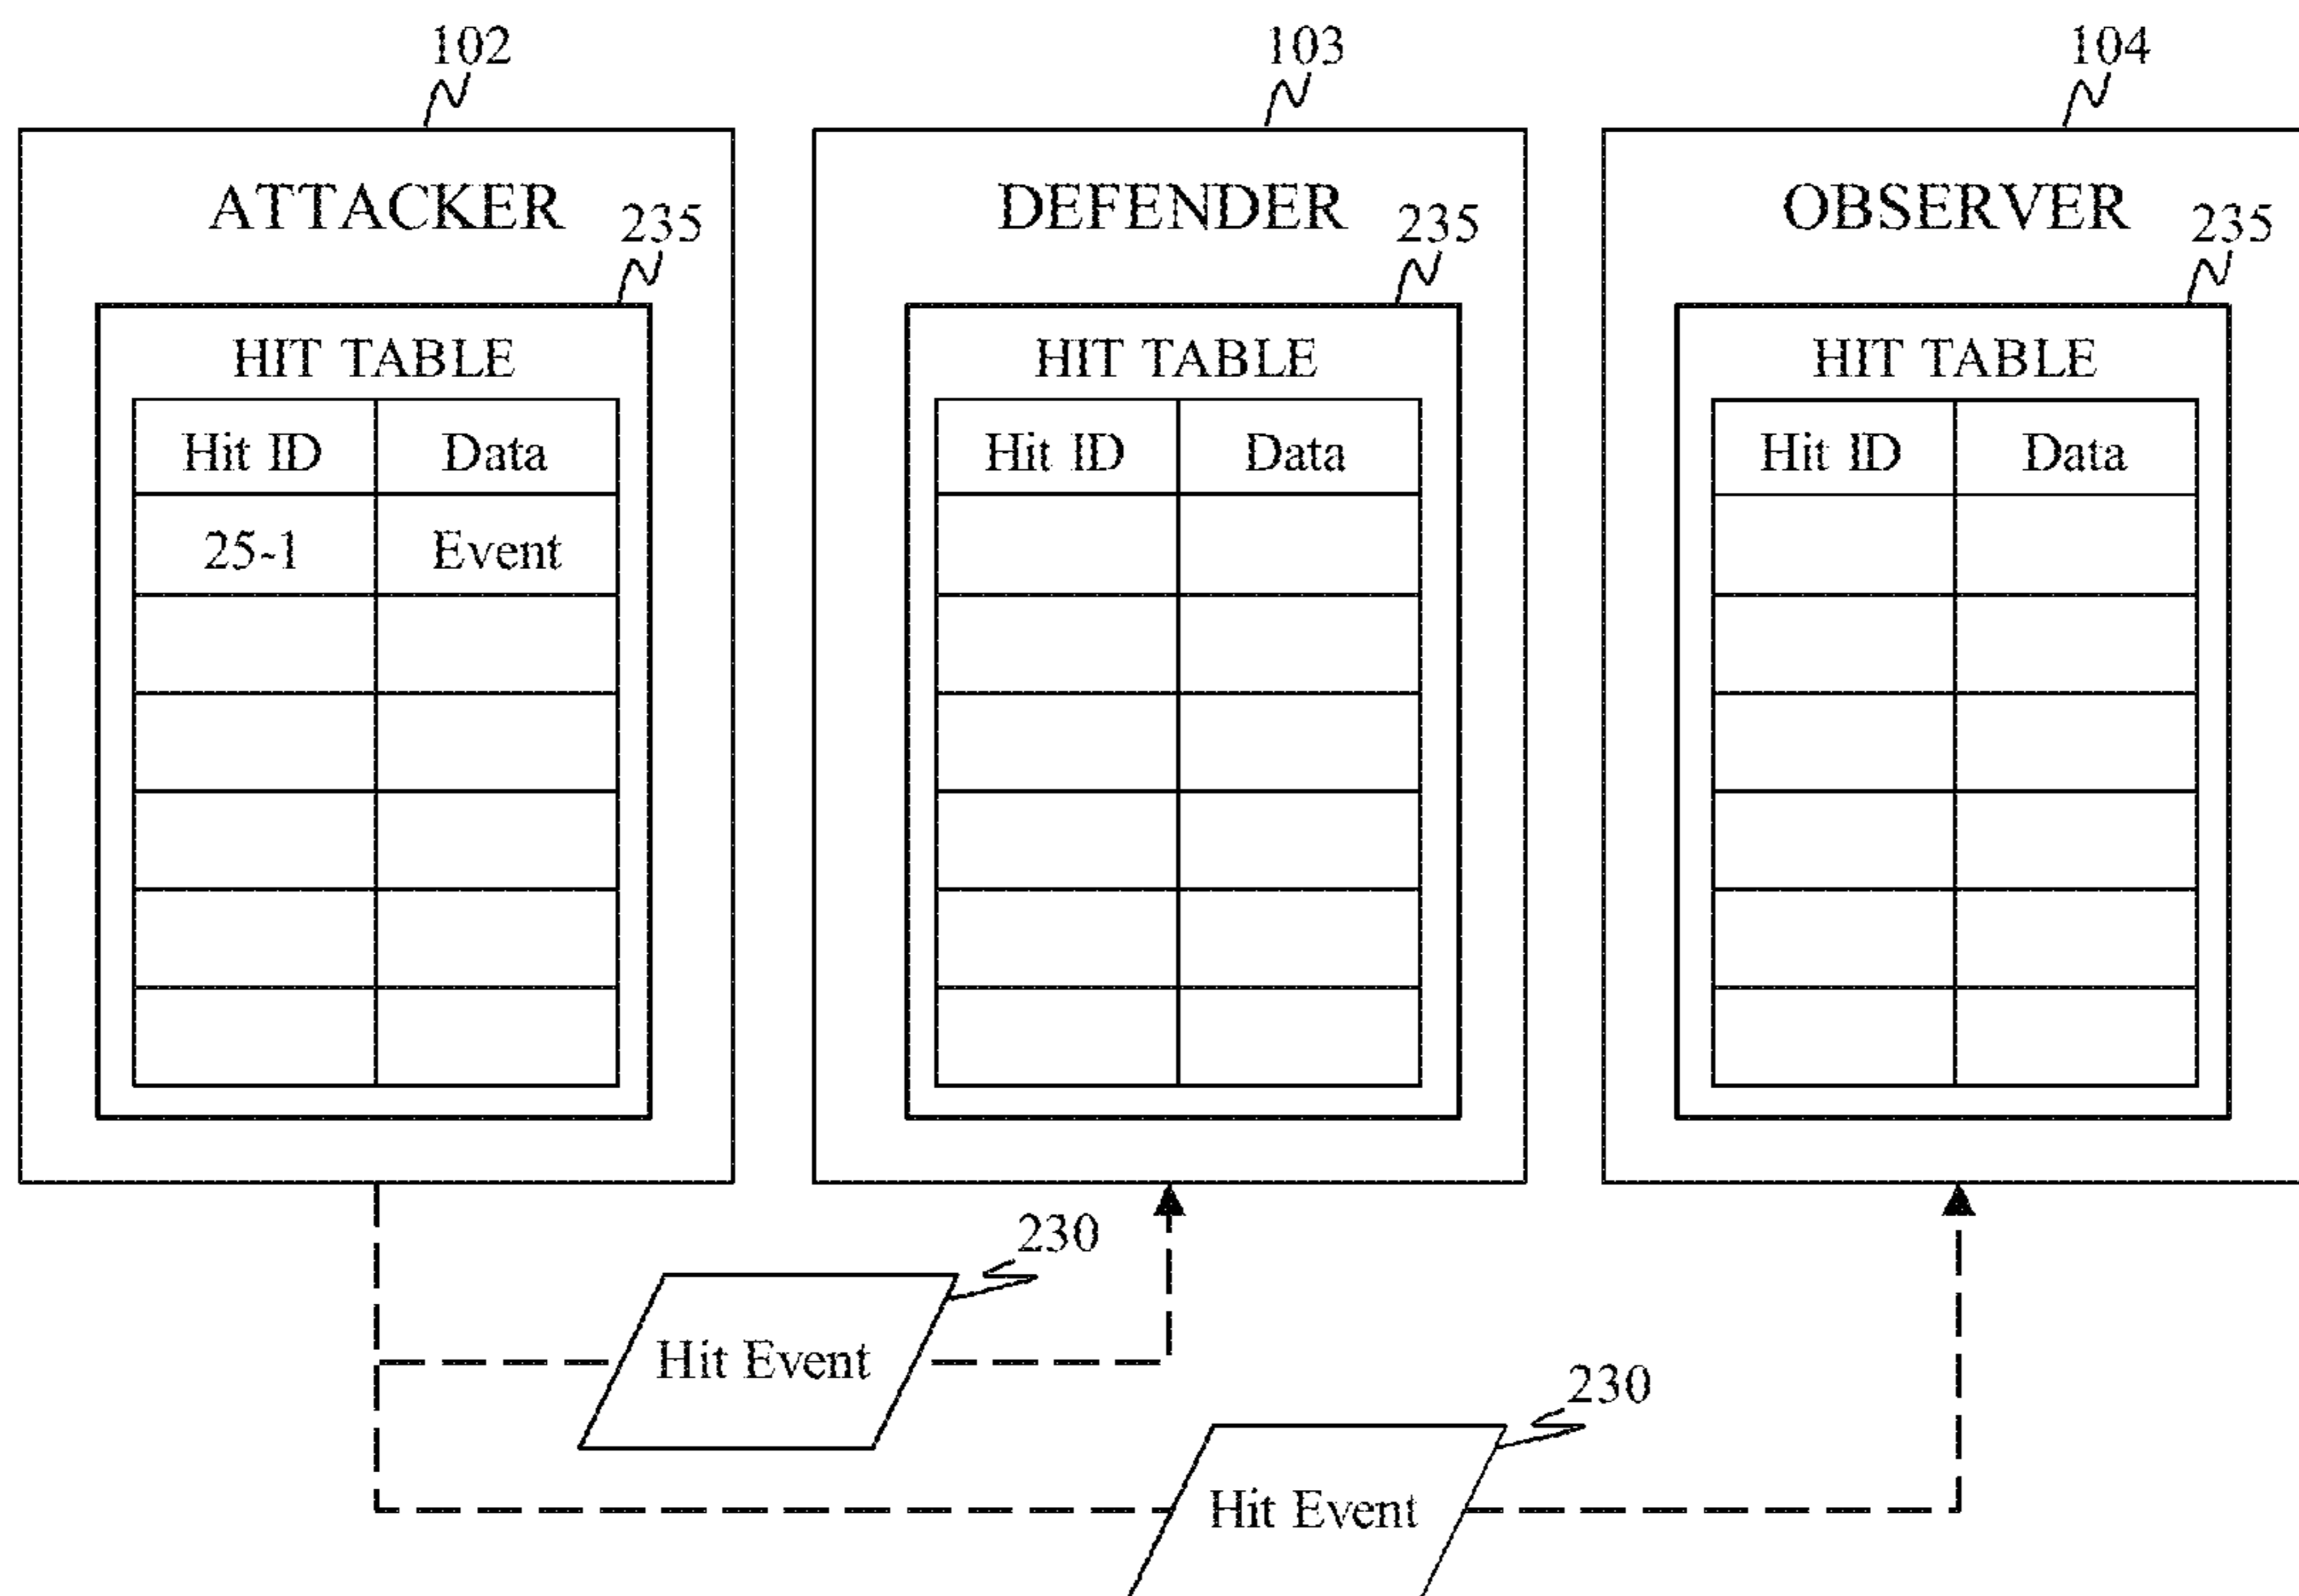 102 103 104
ATTACKER DEFENDER OBSERVER
235 235 235
HIT TABLE HIT TABLE HIT TABLE
Hit ID Data Hit ID Data Hit ID Data
25-1 Event
230
Hit Event
230
Hit Event